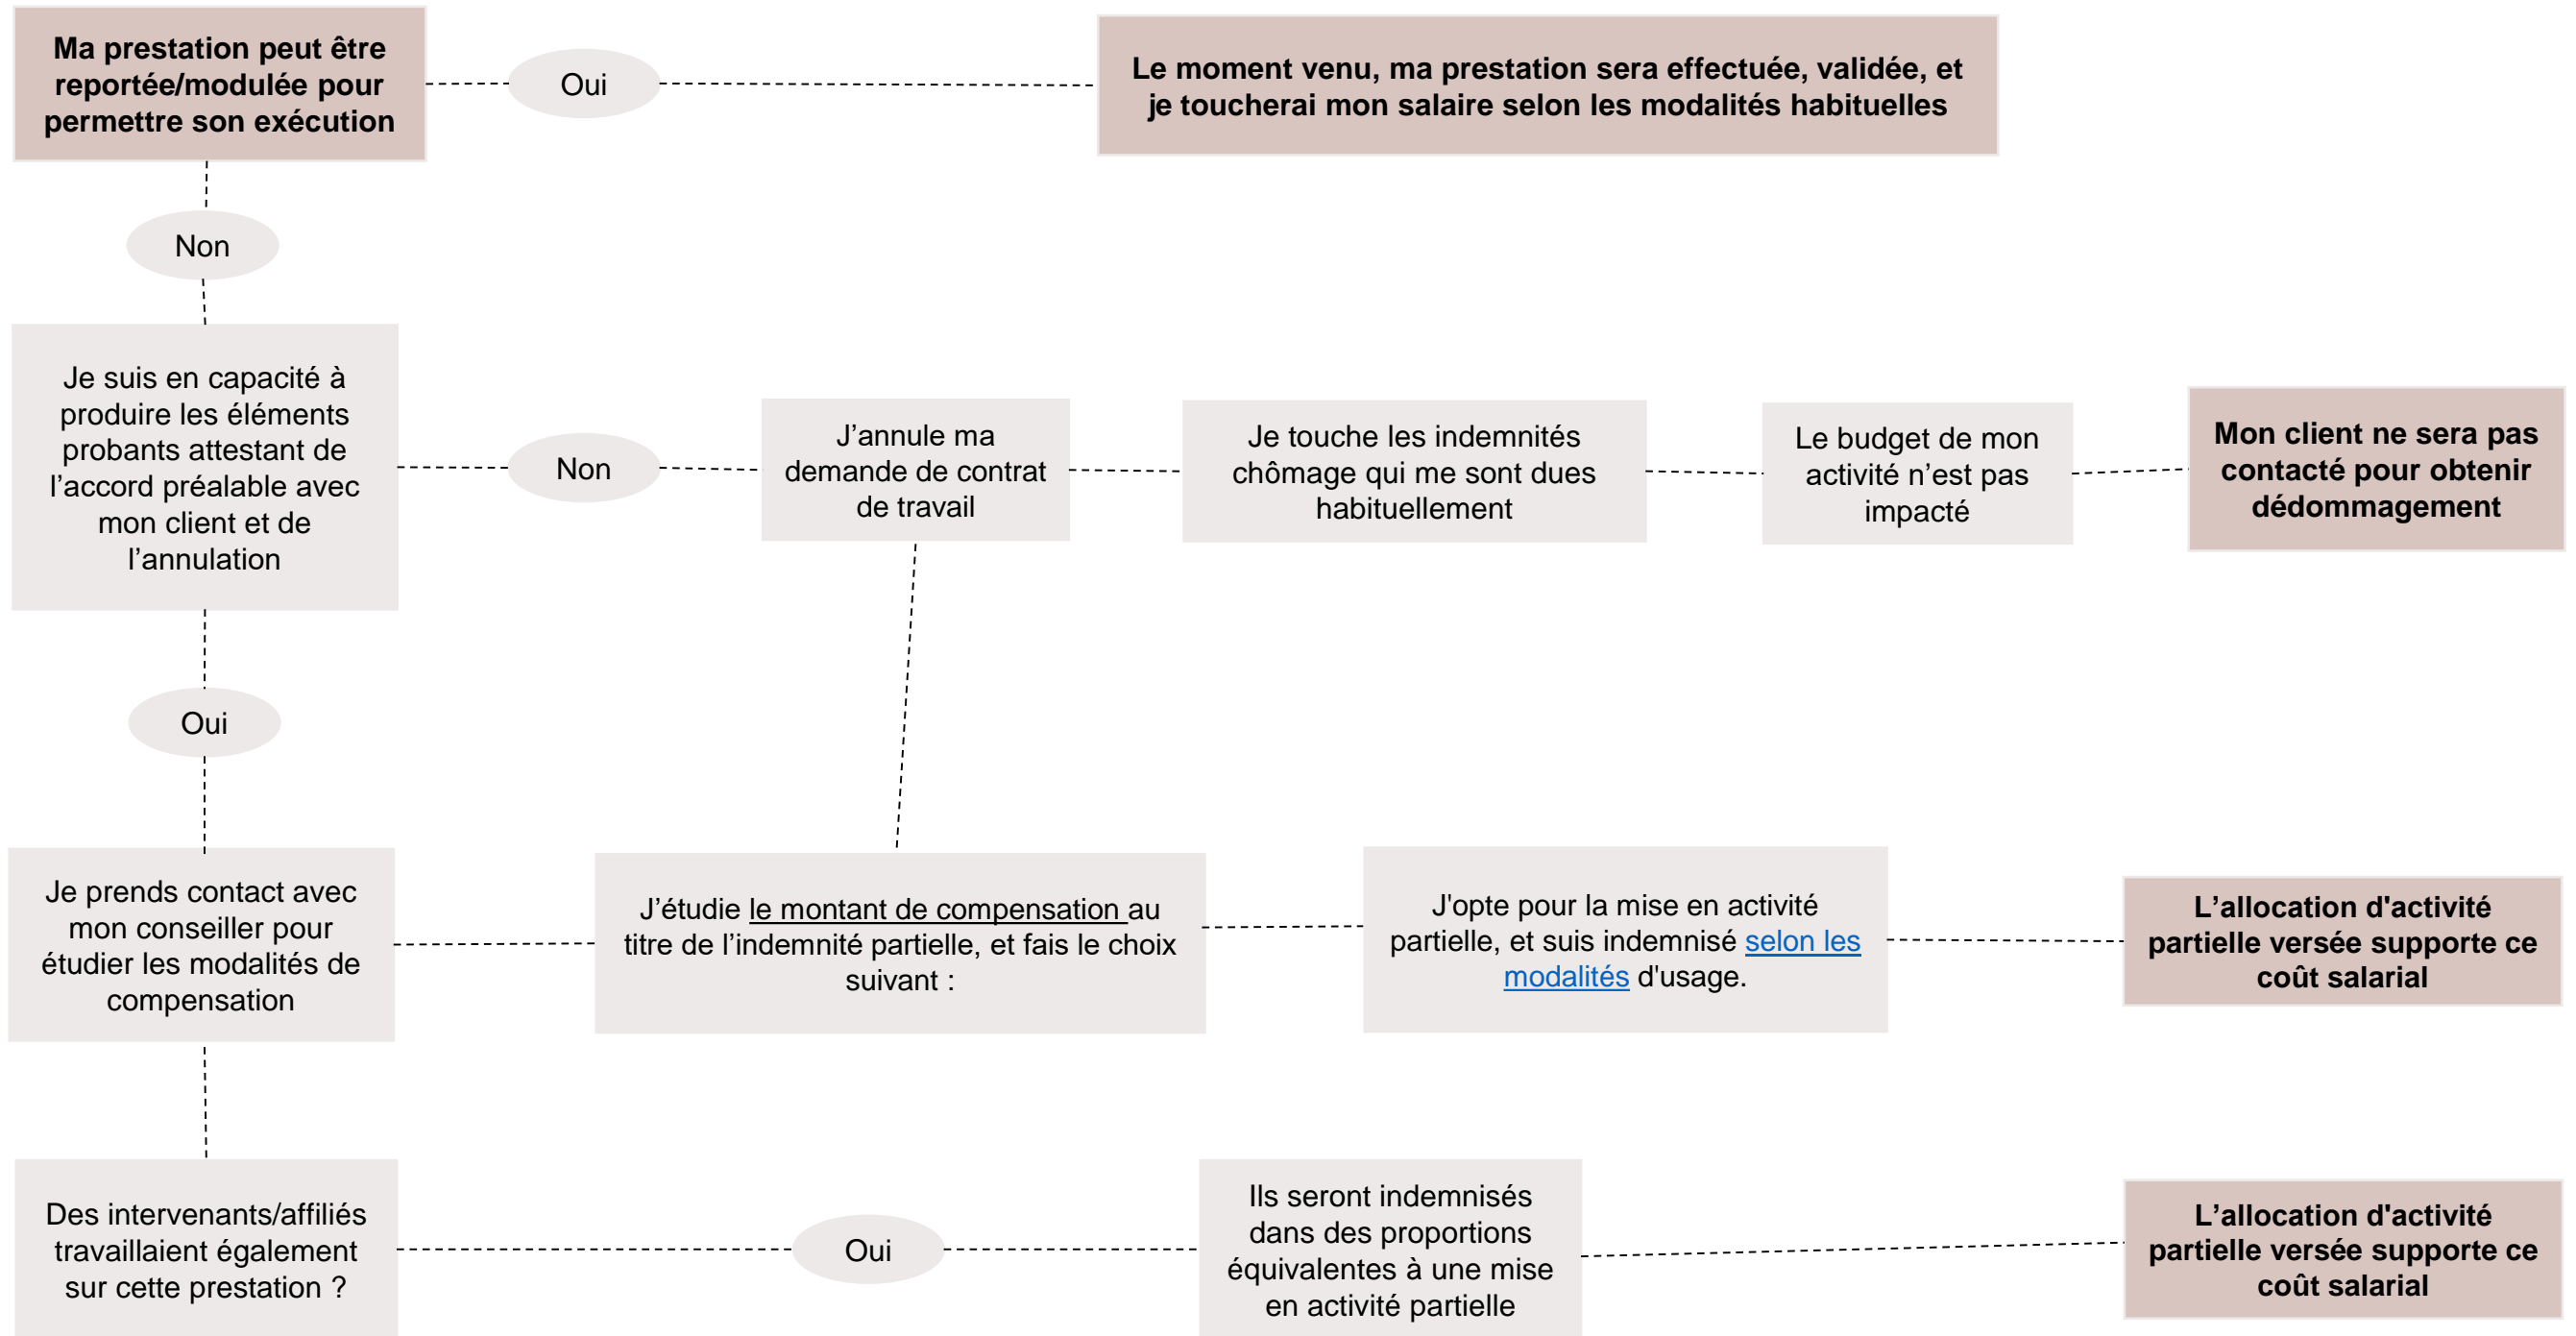 Ma prestation peut être
reportée/modulée pour
permettre son exécution
Oui
Le moment venu, ma prestation sera effectuée, validée, et
je toucherai mon salaire selon les modalités habituelles
Non
Je suis en capacité à
produire les éléments
probants attestant de
l’accord préalable avec
mon client et de
l’annulation
Non
J’annule ma
demande de contrat
de travail
Je touche les indemnités
chômage qui me sont dues
habituellement
Le budget de mon
activité n’est pas
impacté
Mon client ne sera pas
contacté pour obtenir
dédommagement
Oui
Je prends contact avec
mon conseiller pour
étudier les modalités de
compensation
J’étudie le montant de compensation au
titre de l’indemnité partielle, et fais le choix
suivant :
J'opte pour la mise en activité
partielle, et suis indemnisé selon les
modalités d'usage.
L’allocation d'activité
partielle versée supporte ce
coût salarial
Des intervenants/affiliés
travaillaient également
sur cette prestation ?
Oui
Ils seront indemnisés
dans des proportions
équivalentes à une mise
en activité partielle
L’allocation d'activité
partielle versée supporte ce
coût salarial